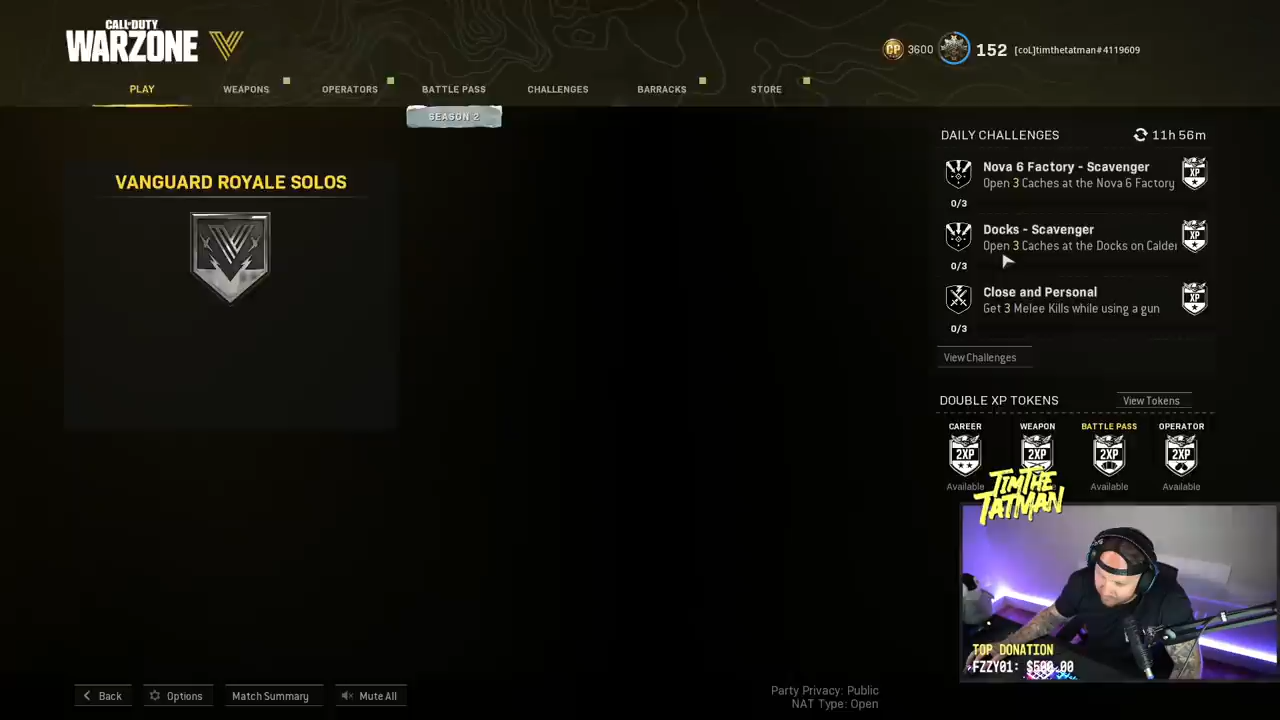 CALL OF DUTY
WARZONE
CP 3600 152 [coL]timthetatman#4119609
PLAY WEAPONS OPERATORS BATTLE PASS CHALLENGES BARRACKS STORE
SEASON 2
DAILY CHALLENGES 11h 56m
VANGUARD ROYALE SOLOS
Nova 6 Factory - Scavenger
Open 3 Caches at the Nova 6 Factory
XP
0/3
Docks - Scavenger
Open 3 Caches at the Docks on Calder
XP
0/3
Close and Personal
Get 3 Melee Kills while using a gun
XP
0/3
View Challenges
DOUBLE XP TOKENS View Tokens
CAREER WEAPON BATTLE PASS OPERATOR
2XP 2XP 2XP 2XP
Available Available Available
TIMTHE
TATMAN
TOP DONATION
FZZY01: $500.00
Back Options Match Summary Mute All
Party Privacy: Public
NAT Type: Open